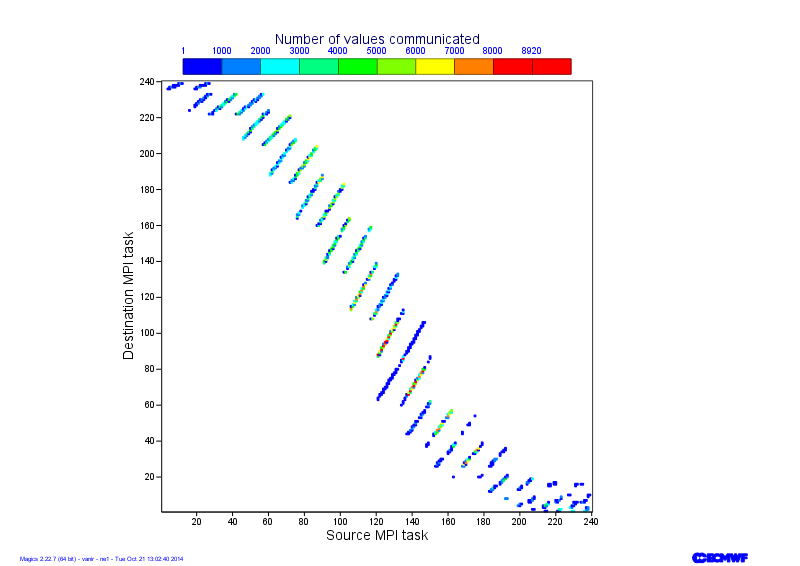 Number of values communicated
1 1000 2000 3000 4000 5000 6000 7000 8000 8920
240
220
200
180
160
140
120
100
80
60
40
20
Destination MPI task
20 40 60 80 100 120 140 160 180 200 220 240
Source MPI task
Magics 2.22.7 (64 bit) - vanir - ne1 - Tue Oct 21 13:02:40 2014
ECMWF